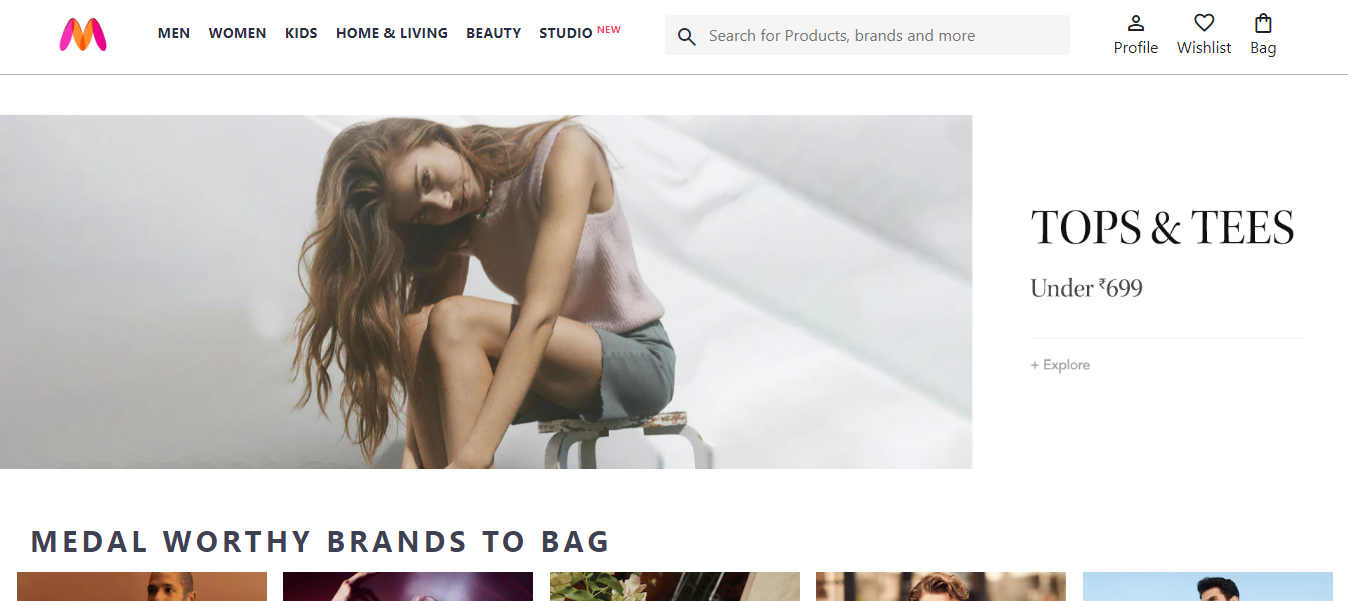 MEN WOMEN KIDS HOME & LIVING BEAUTY STUDIO NEW
Search for Products, brands and more
Profile Wishlist Bag
TOPS & TEES
Under ₹699
+ Explore
MEDAL WORTHY BRANDS TO BAG